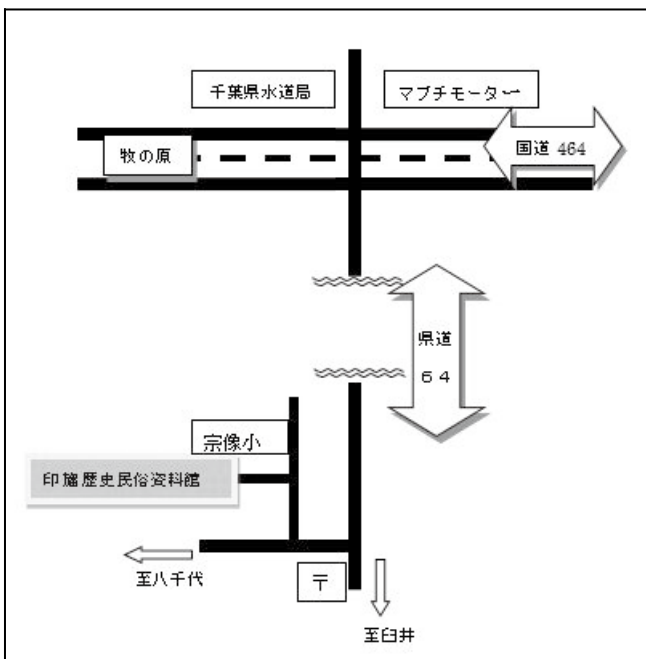 千葉県水道局
マブチモーター
牧の原
国道 464
県道
６４
宗像小
印旛歴史民俗資料館
至八千代
〒
至臼井